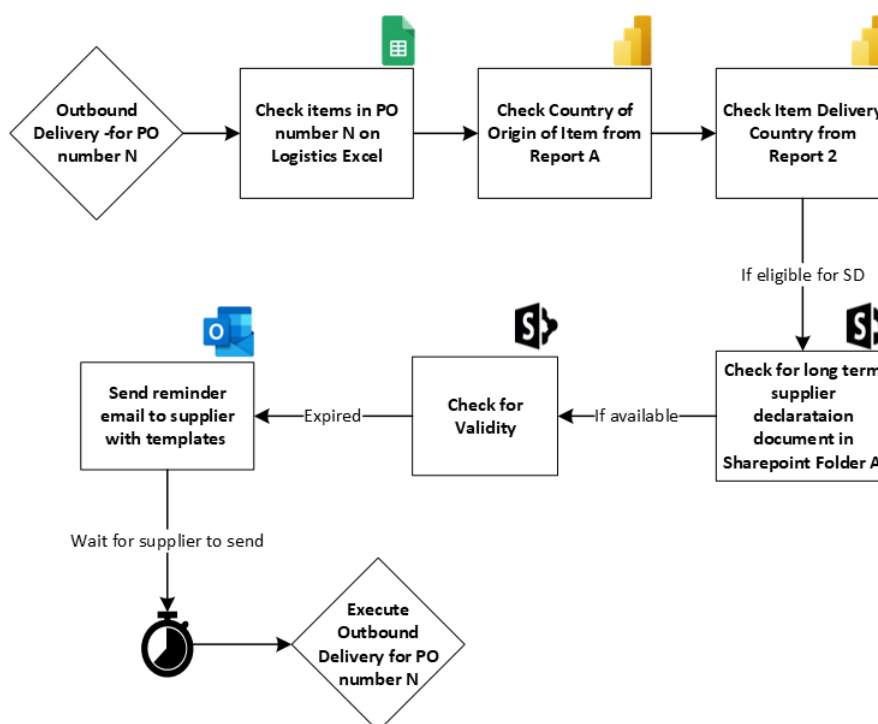 Outbound
Delivery -for PO
number N
Check items in PO
number N on
Logistics Excel
Check Country of
Origin of Item from
Report A
Check Item Delivery
Country from
Report 2
If eligible for SD
Send reminder
email to supplier
with templates
Expired
Check for
Validity
If available
Check for long term
supplier
declarataion
document in
Sharepoint Folder A
Wait for supplier to send
Execute
Outbound
Delivery for PO
number N